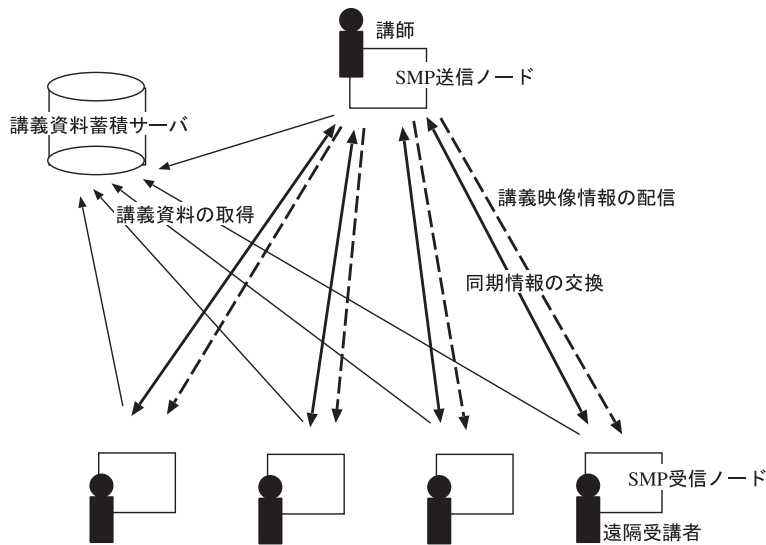 講師
SMP送信ノード
講義資料蓄積サーバ
講義映像情報の配信
講義資料の取得
同期情報の交換
SMP受信ノード
遠隔受講者